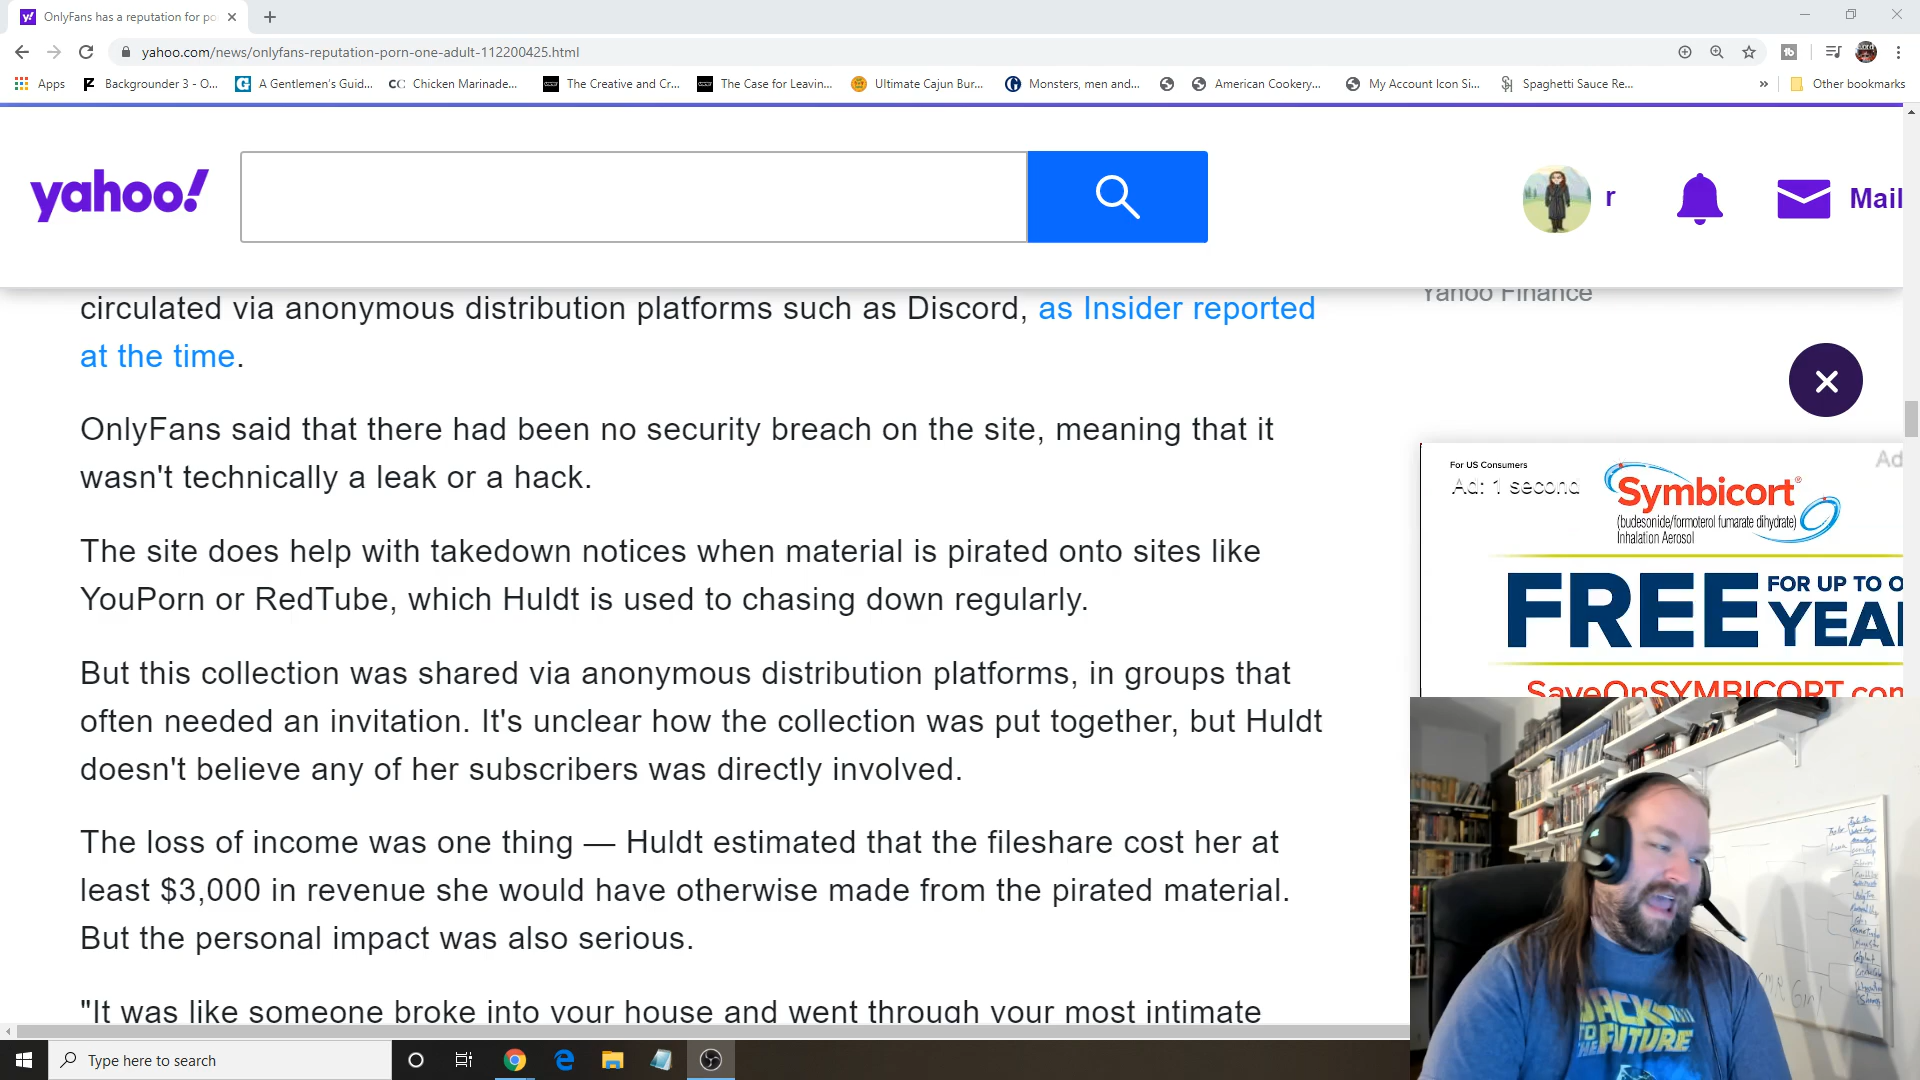 OnlyFans has a reputation for po
yahoo.com/news/onlyfans-reputation-porn-one-adult-112200425.html
Apps
Backgrounder 3 - O...
A Gentlemen's Guid...
CC Chicken Marinade...
The Creative and Cr...
The Case for Leavin...
Ultimate Cajun Bur...
Monsters, men and...
American Cookery...
My Account Icon Si...
Spaghetti Sauce Re...
»
Other bookmarks
yahoo!
r
Mail
circulated via anonymous distribution platforms such as Discord, as Insider reported
at the time.
Yahoo Finance
OnlyFans said that there had been no security breach on the site, meaning that it
wasn't technically a leak or a hack.
The site does help with takedown notices when material is pirated onto sites like
YouPorn or RedTube, which Huldt is used to chasing down regularly.
But this collection was shared via anonymous distribution platforms, in groups that
often needed an invitation. It's unclear how the collection was put together, but Huldt
doesn't believe any of her subscribers was directly involved.
The loss of income was one thing — Huldt estimated that the fileshare cost her at
least $3,000 in revenue she would have otherwise made from the pirated material.
But the personal impact was also serious.
"It was like someone broke into your house and went through your most intimate
Ad
For US Consumers
Ad: 1 second
Symbicort®
(budesonide/formoterol fumarate dihydrate)
Inhalation Aerosol
FREE FOR UP TO O
YEA
SaveOnSYMBICORT.com
BACK
TO THE
FUTURE
Type here to search